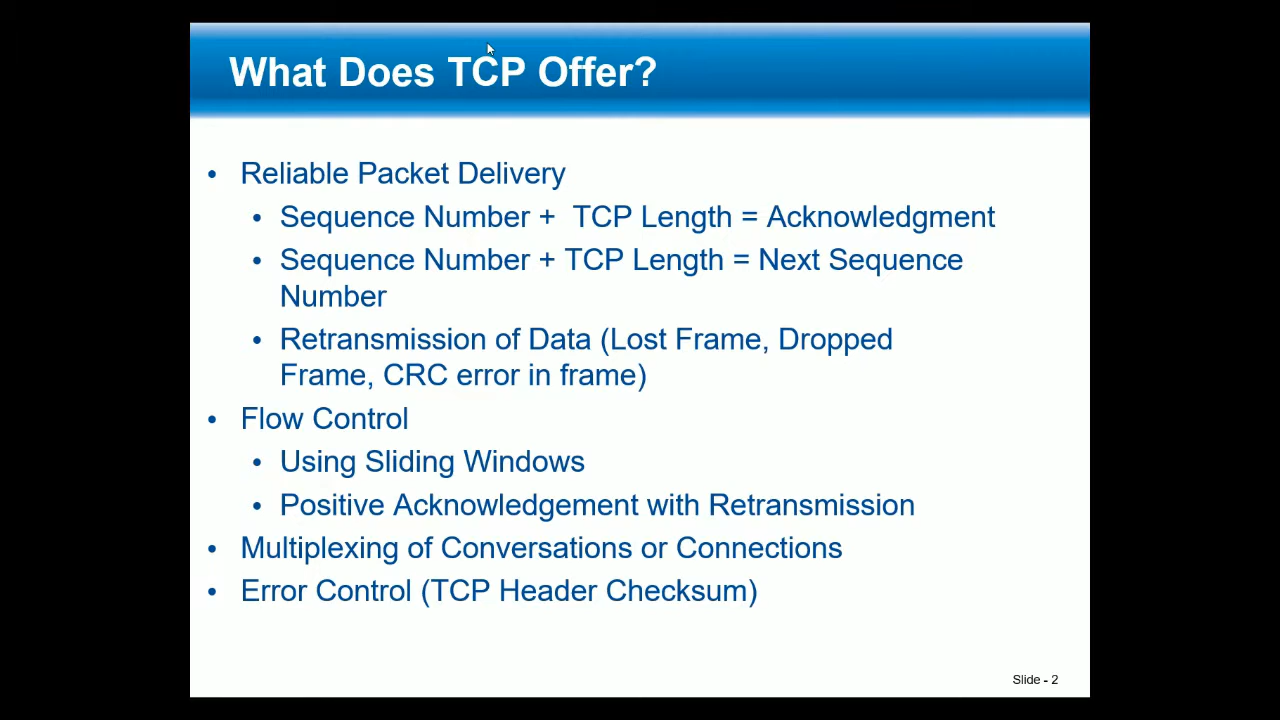 What Does TCP Offer?
• Reliable Packet Delivery
• Sequence Number + TCP Length = Acknowledgment
• Sequence Number + TCP Length = Next Sequence
Number
• Retransmission of Data (Lost Frame, Dropped
Frame, CRC error in frame)
• Flow Control
• Using Sliding Windows
• Positive Acknowledgement with Retransmission
• Multiplexing of Conversations or Connections
• Error Control (TCP Header Checksum)
Slide - 2